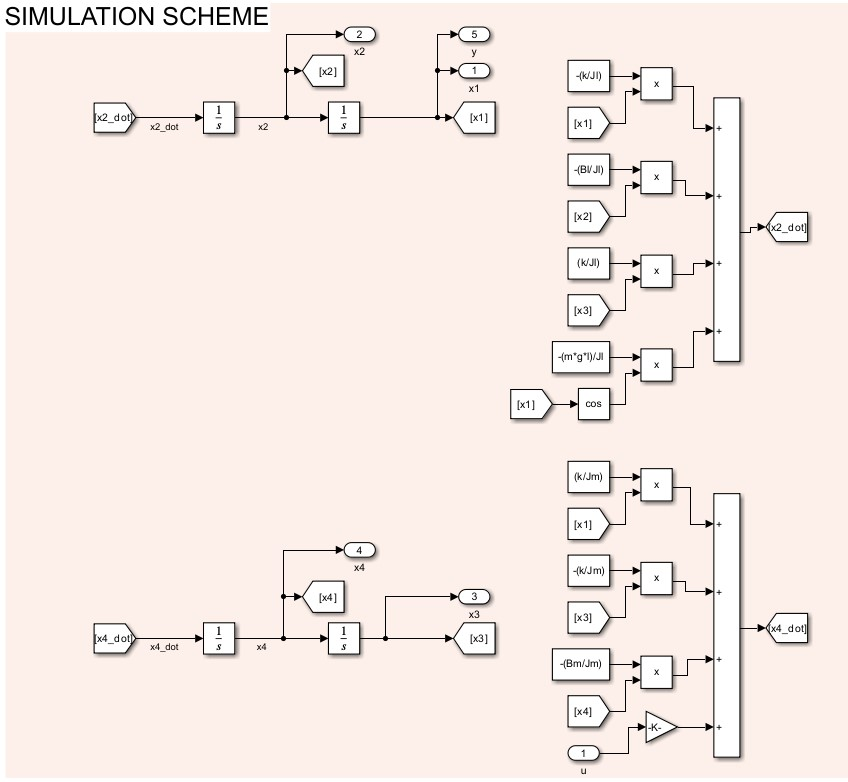 SIMULATION SCHEME
2
x2
[x2]
5
y
1
x1
[x2_dot]
x2_dot
1
s
x2
1
s
[x1]
-(k/Jl)
x
[x1]
+
-(Bl/Jl)
x
[x2]
+
[x2_dot]
(k/Jl)
x
[x3]
+
-(m*g*l)/Jl
x
+
[x1]
cos
(k/Jm)
x
[x1]
+
-(k/Jm)
x
[x3]
+
[x4_dot]
-(Bm/Jm)
x
[x4]
+
-K-
+
1
u
4
x4
[x4]
3
x3
[x4_dot]
x4_dot
1
s
x4
1
s
[x3]